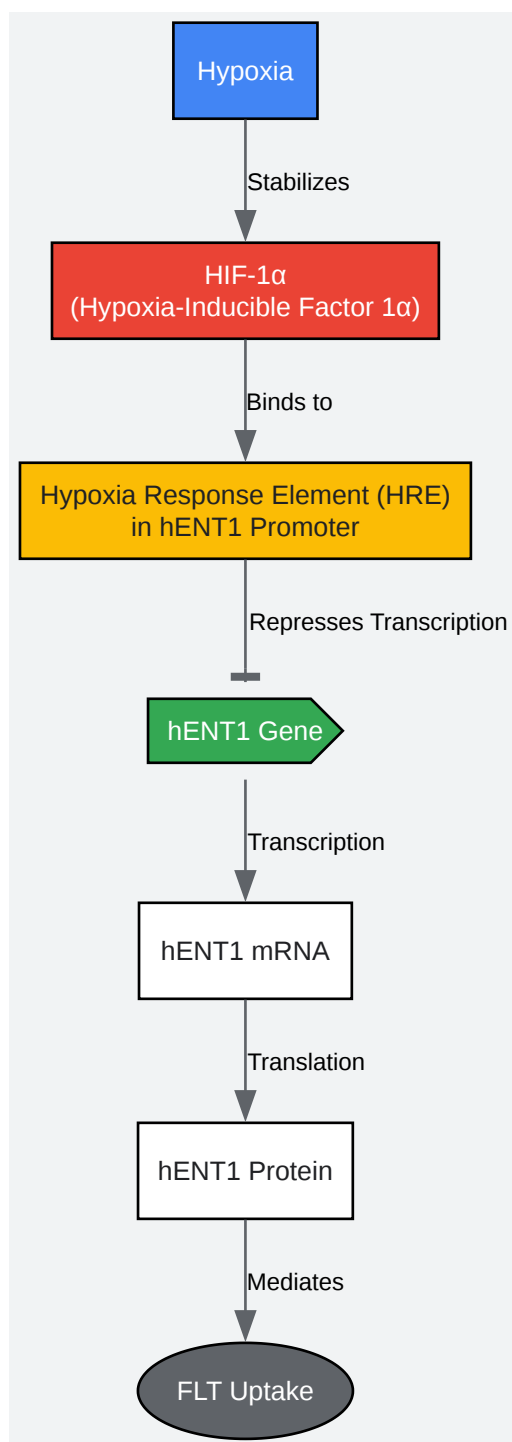 Hypoxia
Stabilizes
HIF-1α
(Hypoxia-Inducible Factor 1α)
Binds to
Hypoxia Response Element (HRE)
in hENT1 Promoter
Represses Transcription
hENT1 Gene
Transcription
hENT1 mRNA
Translation
hENT1 Protein
Mediates
FLT Uptake